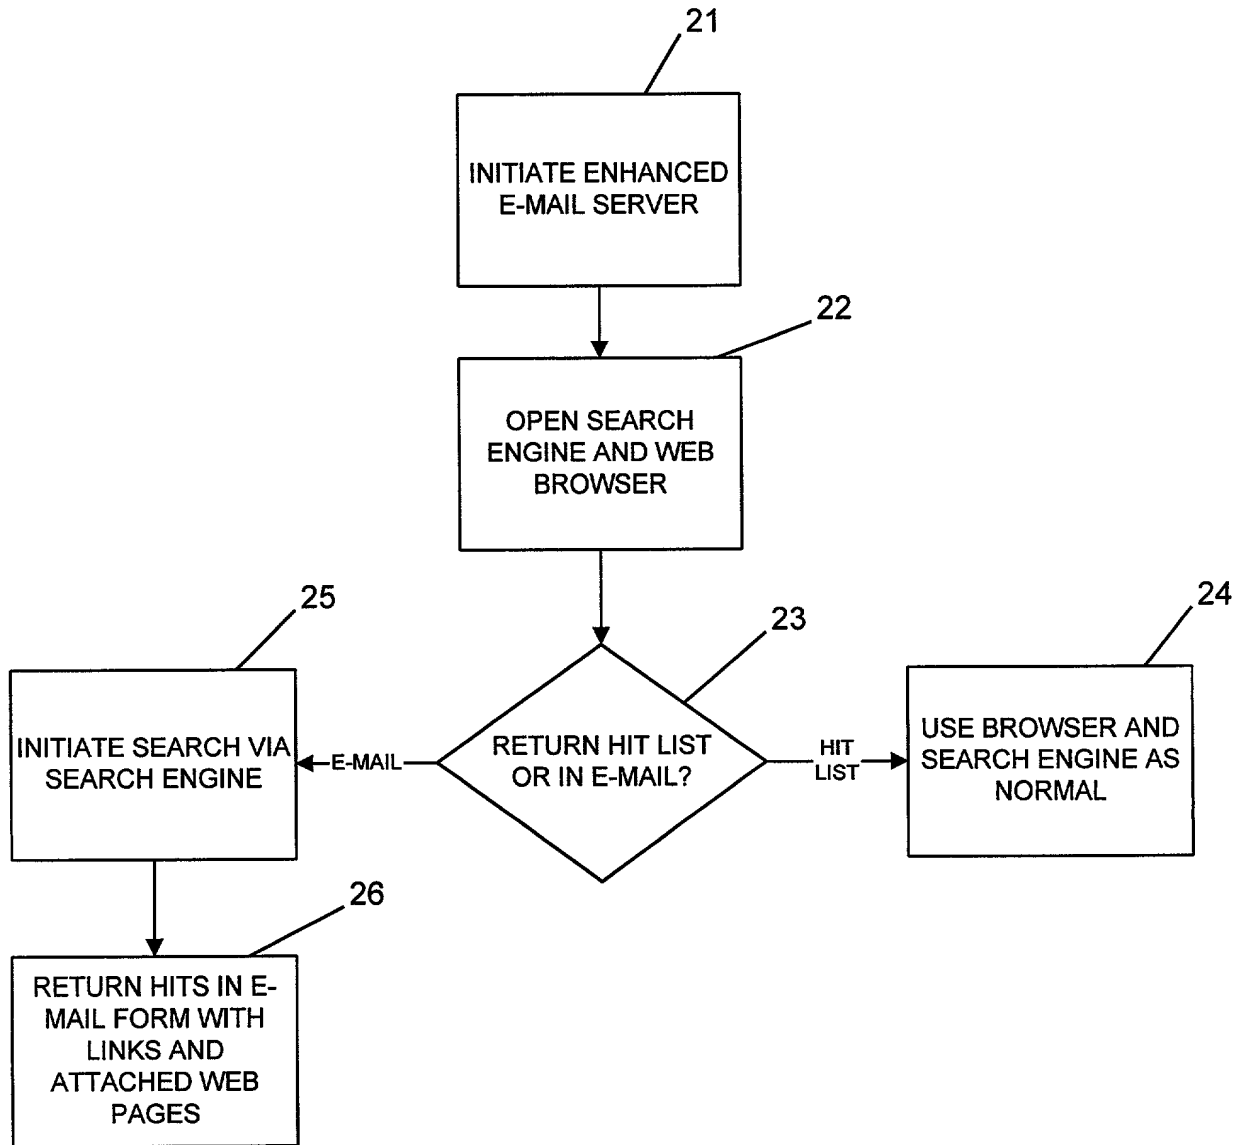 21
INITIATE ENHANCED
E-MAIL SERVER
22
OPEN SEARCH
ENGINE AND WEB
BROWSER
23
RETURN HIT LIST
OR IN E-MAIL?
HIT
LIST
24
USE BROWSER AND
SEARCH ENGINE AS
NORMAL
E-MAIL
25
INITIATE SEARCH VIA
SEARCH ENGINE
26
RETURN HITS IN E-
MAIL FORM WITH
LINKS AND
ATTACHED WEB
PAGES